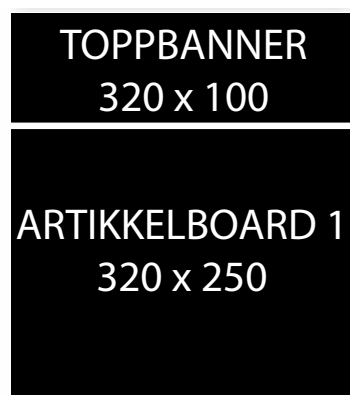 TOPPBANNER
320 x 100
ARTIKKELBOARD 1
320 x 250